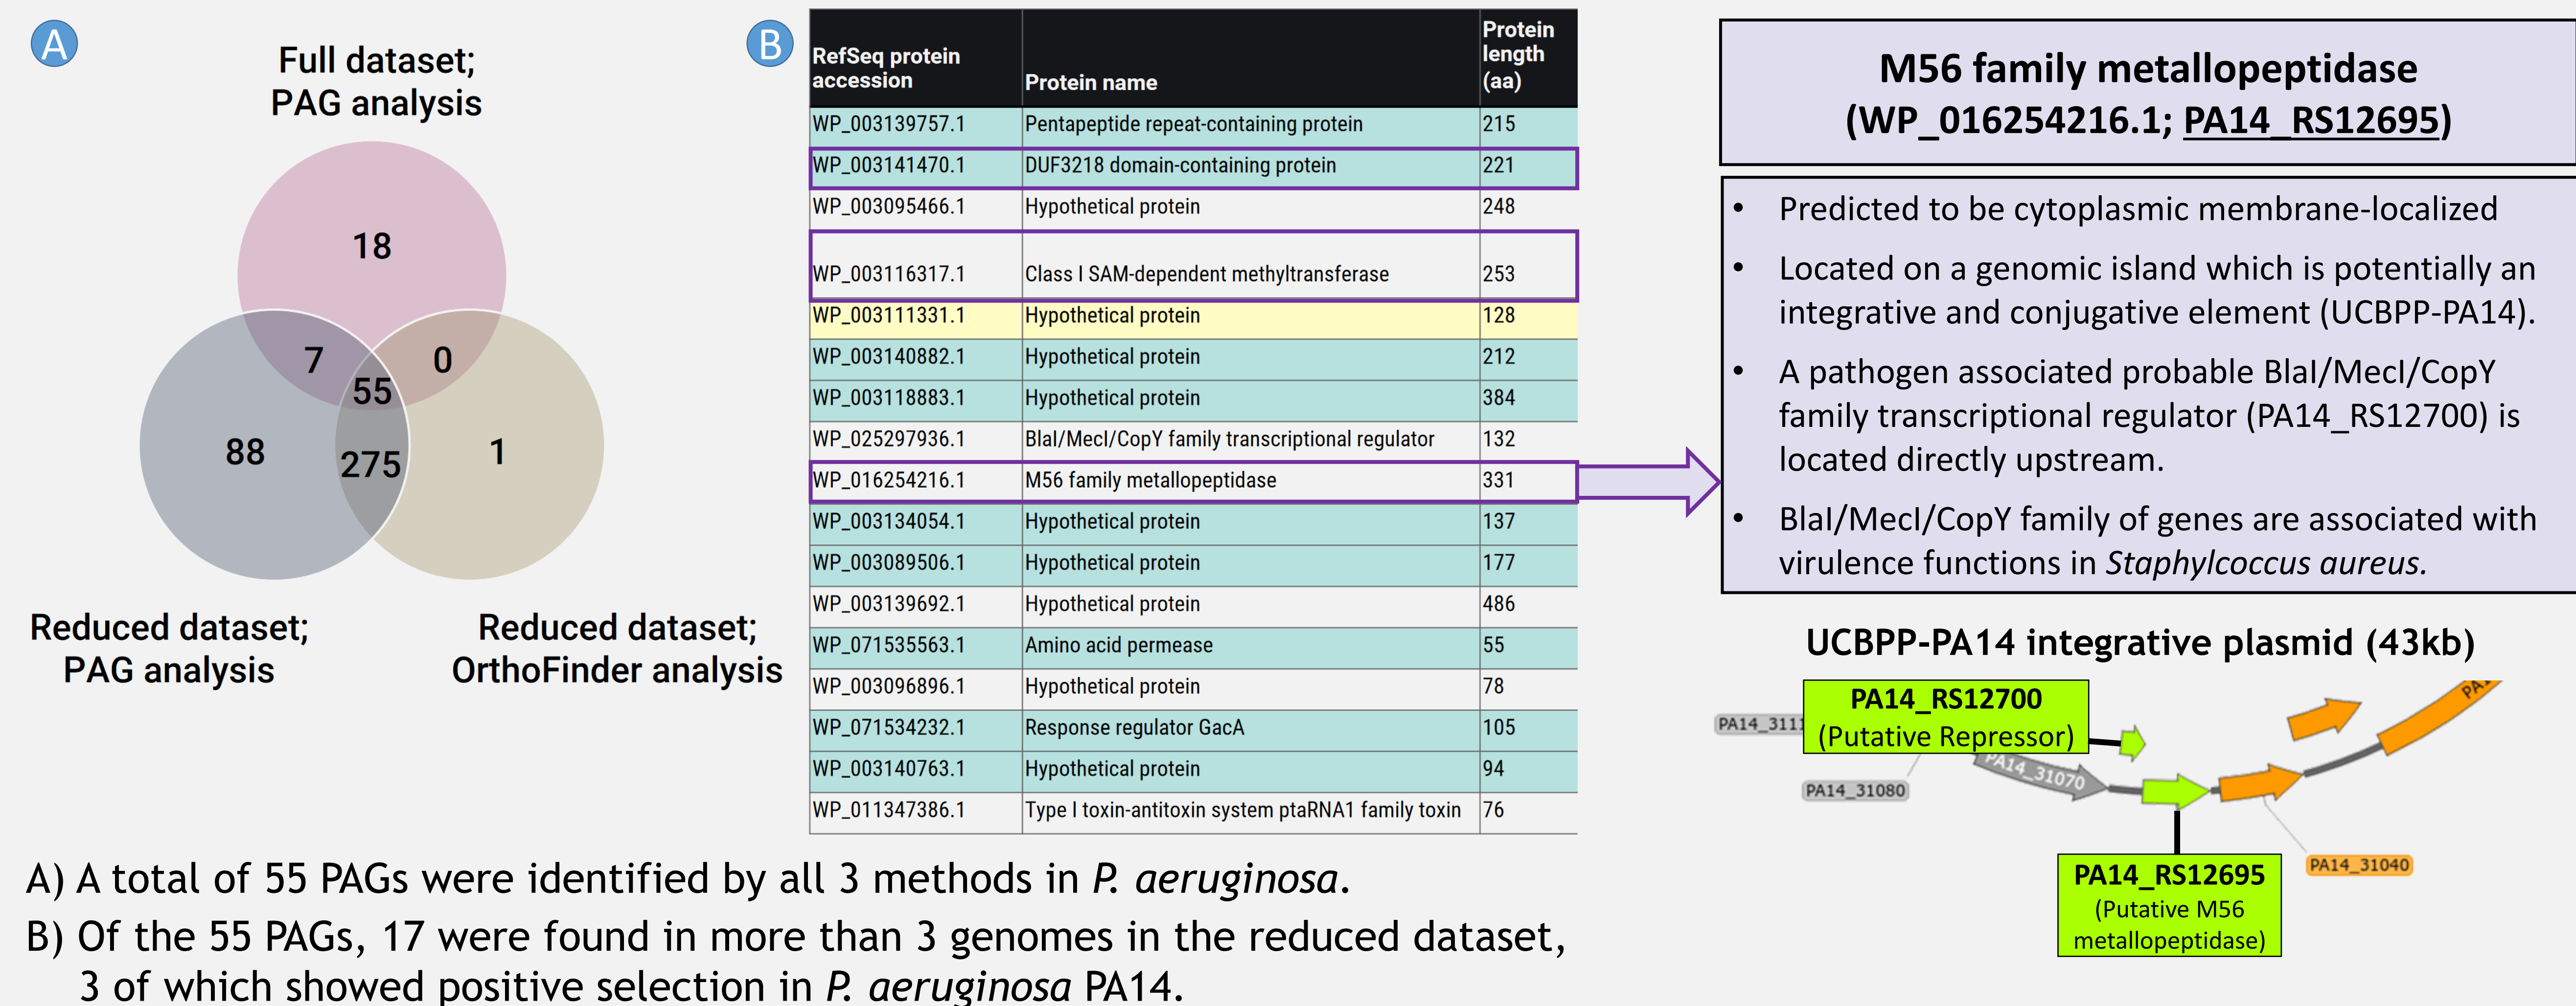 A
Full dataset;
PAG analysis
18
7
0
55
88
275
1
Reduced dataset;
PAG analysis
Reduced dataset;
OrthoFinder analysis
B
RefSeq protein accession Protein name Protein length (aa)
WP_003139757.1 Pentapeptide repeat-containing protein 215
WP_003141470.1 DUF3218 domain-containing protein 221
WP_003095466.1 Hypothetical protein 248
WP_003116317.1 Class I SAM-dependent methyltransferase 253
WP_003111331.1 Hypothetical protein 128
WP_003140882.1 Hypothetical protein 212
WP_003118883.1 Hypothetical protein 384
WP_025297936.1 BlaI/MecI/CopY family transcriptional regulator 132
WP_016254216.1 M56 family metallopeptidase 331
WP_003134054.1 Hypothetical protein 137
WP_003089506.1 Hypothetical protein 177
WP_003139692.1 Hypothetical protein 486
WP_071535563.1 Amino acid permease 55
WP_003096896.1 Hypothetical protein 78
WP_071534232.1 Response regulator GacA 105
WP_003140763.1 Hypothetical protein 94
WP_011347386.1 Type I toxin-antitoxin system ptaRNA1 family toxin 76
A) A total of 55 PAGs were identified by all 3 methods in P. aeruginosa.
B) Of the 55 PAGs, 17 were found in more than 3 genomes in the reduced dataset,
3 of which showed positive selection in P. aeruginosa PA14.
M56 family metallopeptidase
(WP_016254216.1; PA14_RS12695)
• Predicted to be cytoplasmic membrane-localized
• Located on a genomic island which is potentially an
integrative and conjugative element (UCBPP-PA14).
• A pathogen associated probable BlaI/MecI/CopY
family transcriptional regulator (PA14_RS12700) is
located directly upstream.
• BlaI/MecI/CopY family of genes are associated with
virulence functions in Staphylcoccus aureus.
UCBPP-PA14 integrative plasmid (43kb)
PA14_RS12700
(Putative Repressor)
PA14_311
PA14_31080
PA14_31070
PA14_31040
PA14_RS12695
(Putative M56
metallopeptidase)